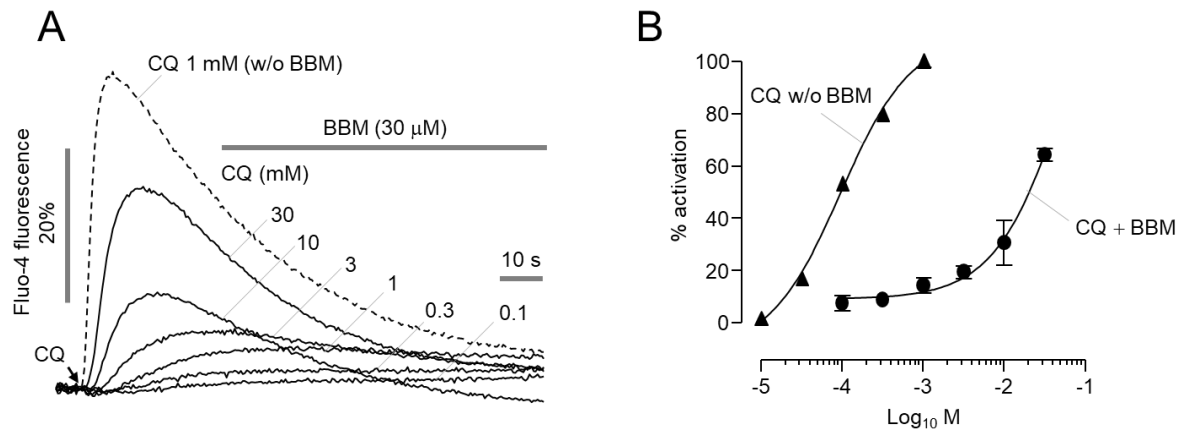 A
CQ 1 mM (w/o BBM)
BBM (30 μM)
CQ (mM)
30
10
3
1
0.3
0.1
10 s
Fluo-4 fluorescence
20%
CQ
B
100
80
60
40
20
0
% activation
CQ w/o BBM
CQ + BBM
-5
-4
-3
-2
-1
Log₁₀ M